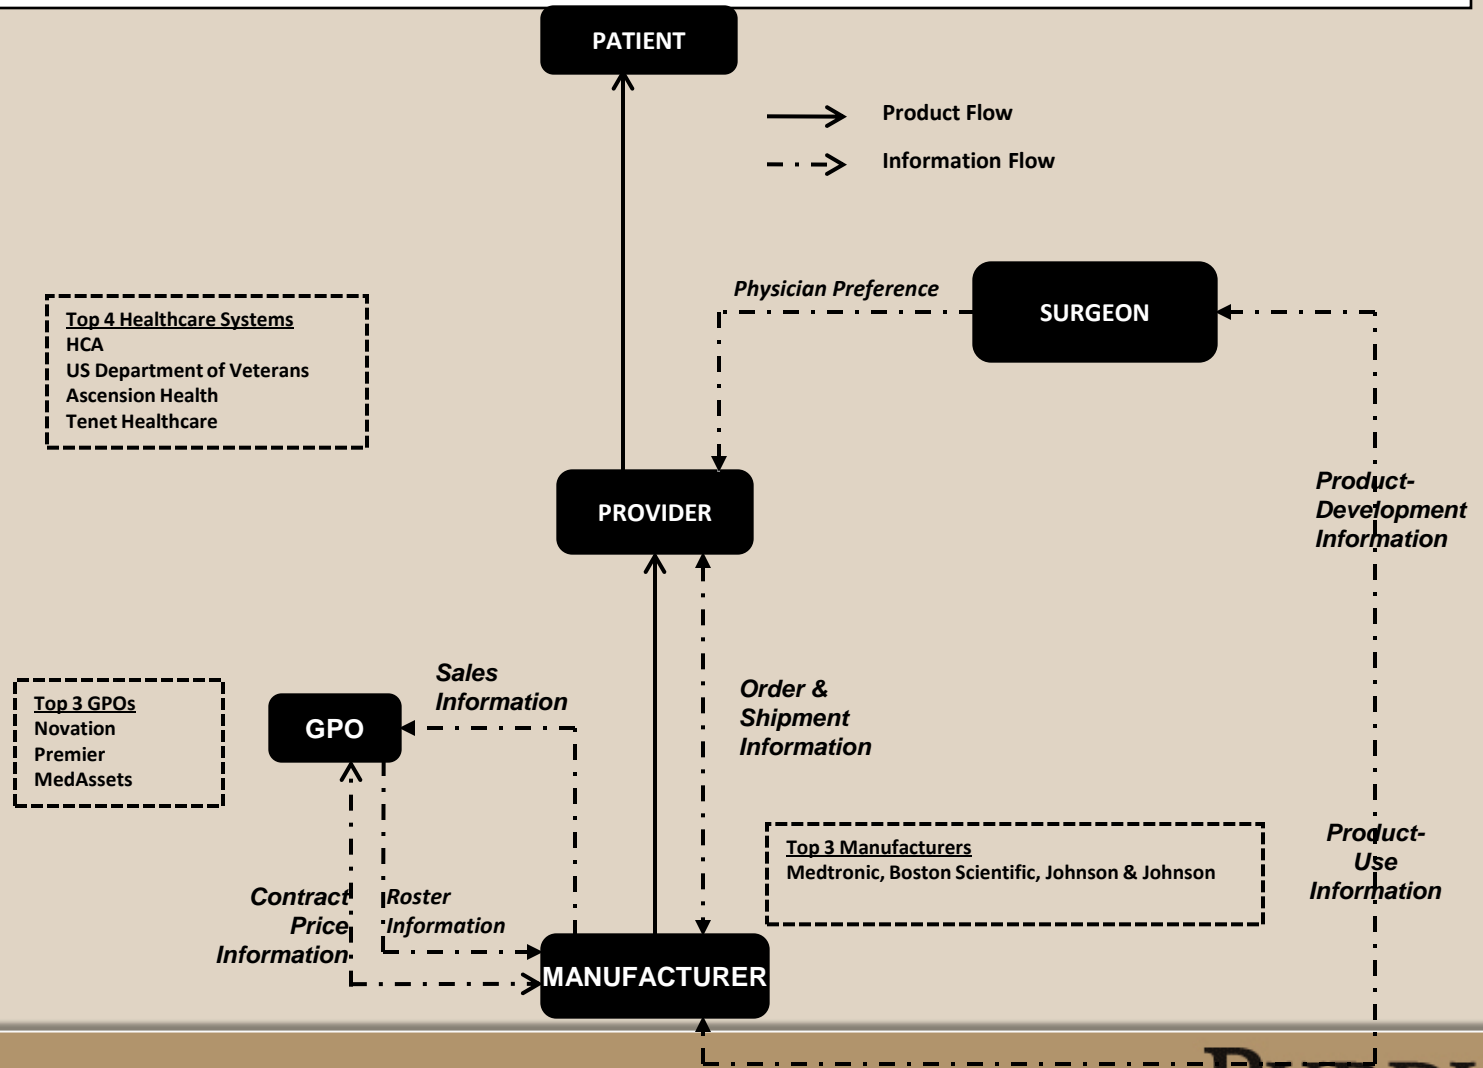 PATIENT
Product Flow
Information Flow
Physician Preference
SURGEON
Top 4 Healthcare Systems
HCA
US Department of Veterans
Ascension Health
Tenet Healthcare
PROVIDER
Product-
Development
Information
Sales
Information
Order &
Shipment
Information
Top 3 GPOs
Novation
Premier
MedAssets
GPO
Top 3 Manufacturers
Medtronic, Boston Scientific, Johnson & Johnson
Product-
Use
Information
Contract
Price
Information
Roster
Information
MANUFACTURER